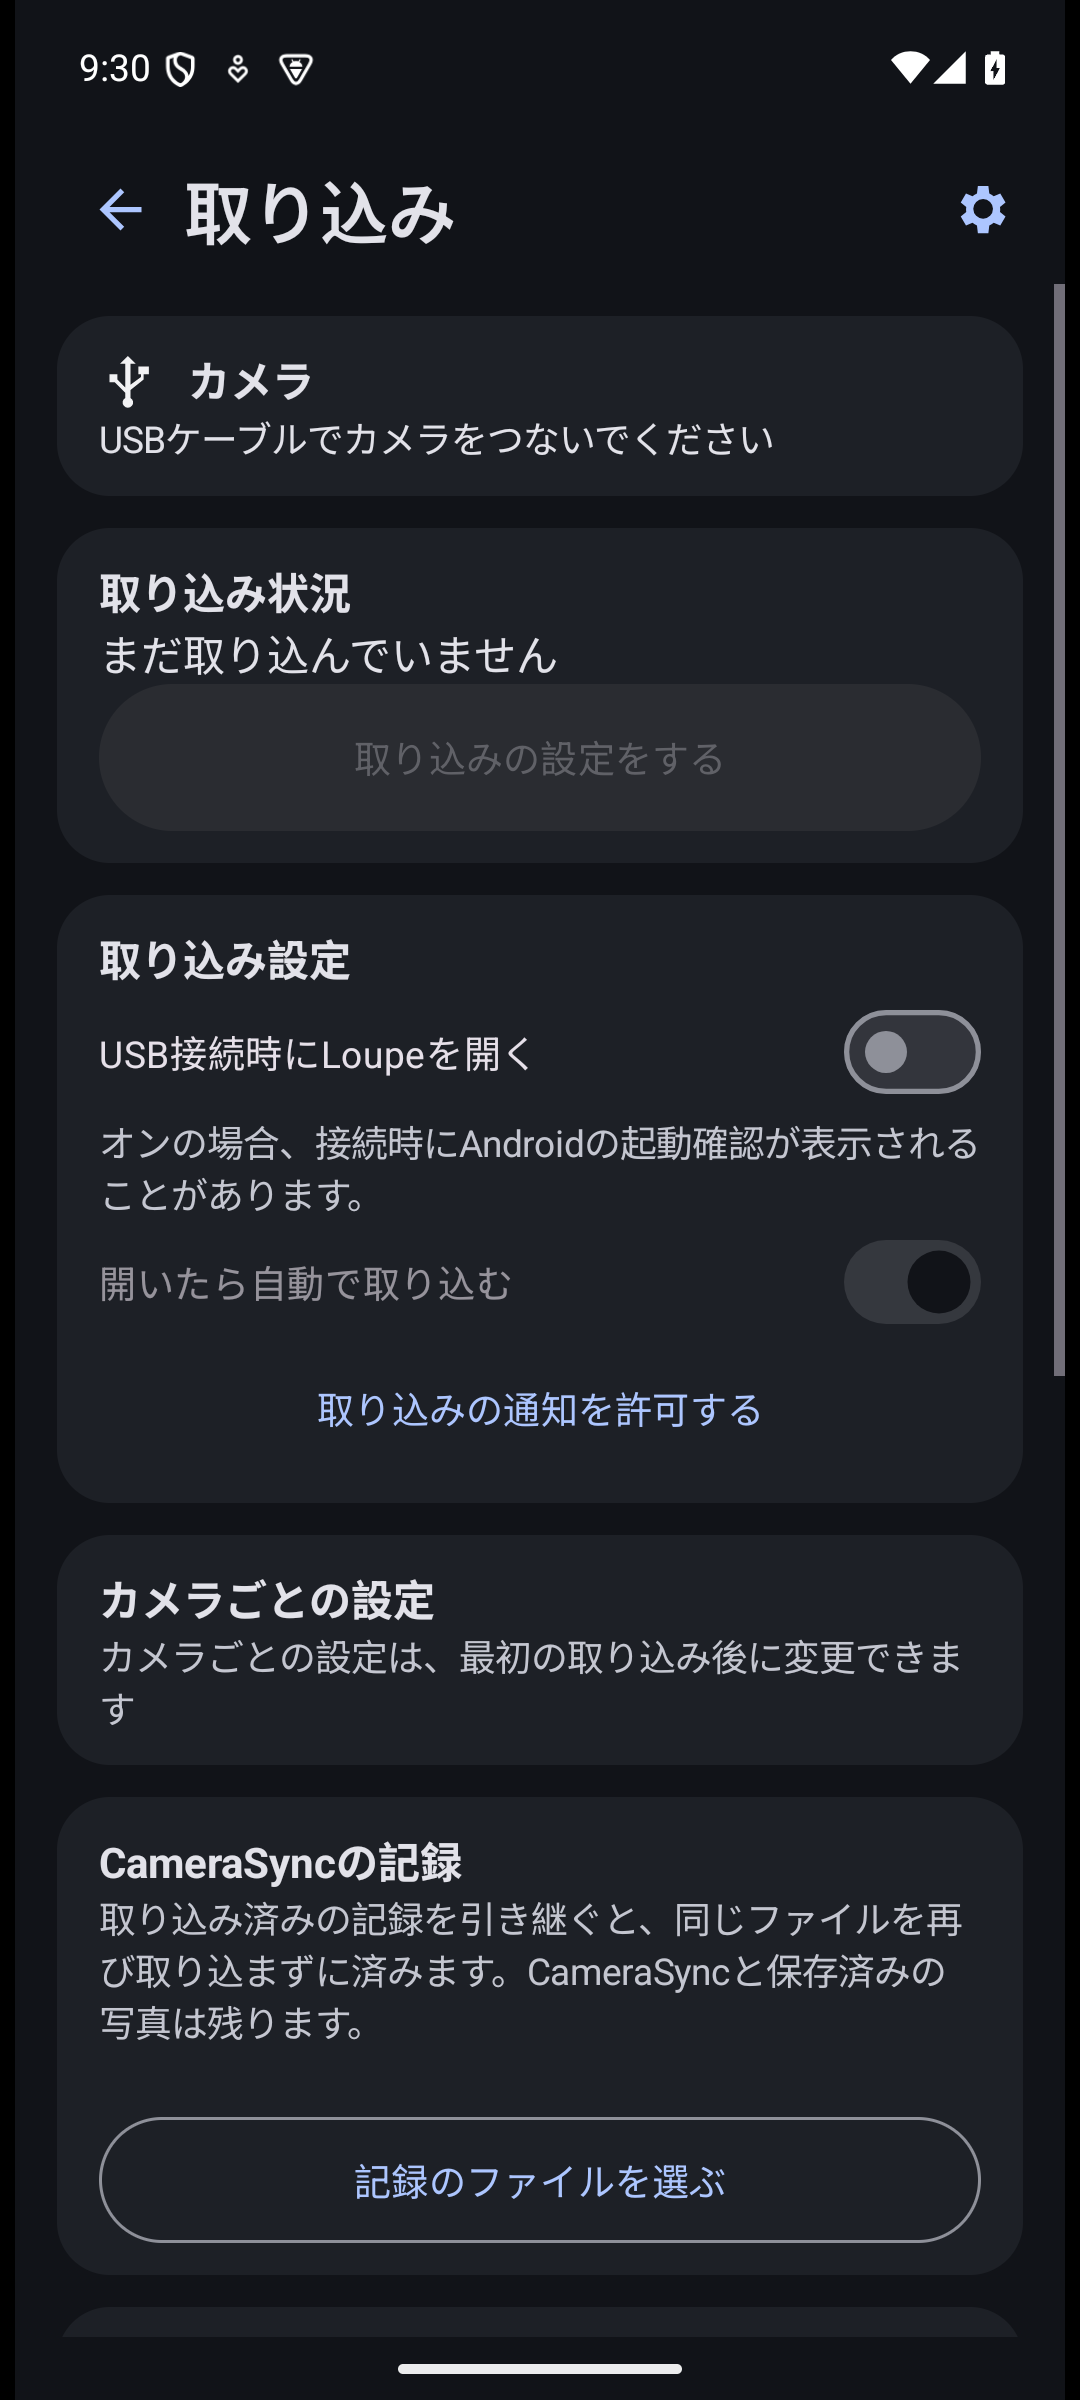 9:30
取り込み
カメラ
USBケーブルでカメラをつないでください
取り込み状況
まだ取り込んでいません
取り込みの設定をする
取り込み設定
USB接続時にLoupeを開く
オンの場合、接続時にAndroidの起動確認が表示される
ことがあります。
開いたら自動で取り込む
取り込みの通知を許可する
カメラごとの設定
カメラごとの設定は、最初の取り込み後に変更できま
す
CameraSyncの記録
取り込み済みの記録を引き継ぐと、同じファイルを再
び取り込まずに済みます。CameraSyncと保存済みの
写真は残ります。
記録のファイルを選ぶ